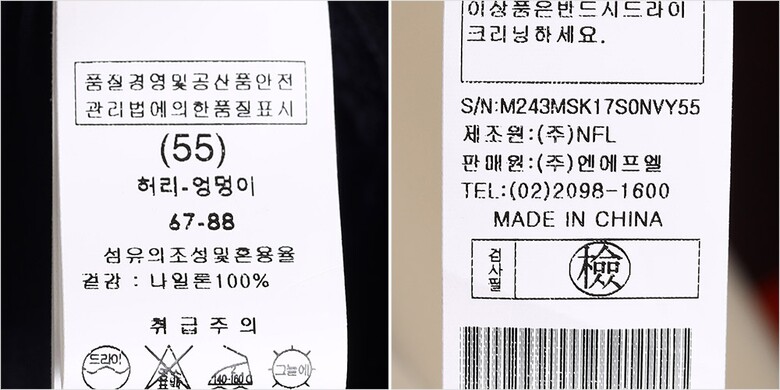 품질경영및공산품안전
관리법에의한품질표시
(55)
허리-엉덩이
67-88
섬유의조성및혼용율
겉감 : 나일론100%
취급주의
드라이
140-160℃
그늘에
이상품은반드시드라이
크리닝하세요.
S/N:M243MSK17S0NVY55
제조원:(주)NFL
판매원:(주)엔에프엘
TEL:(02)2098-1600
MADE IN CHINA
검사필
檢